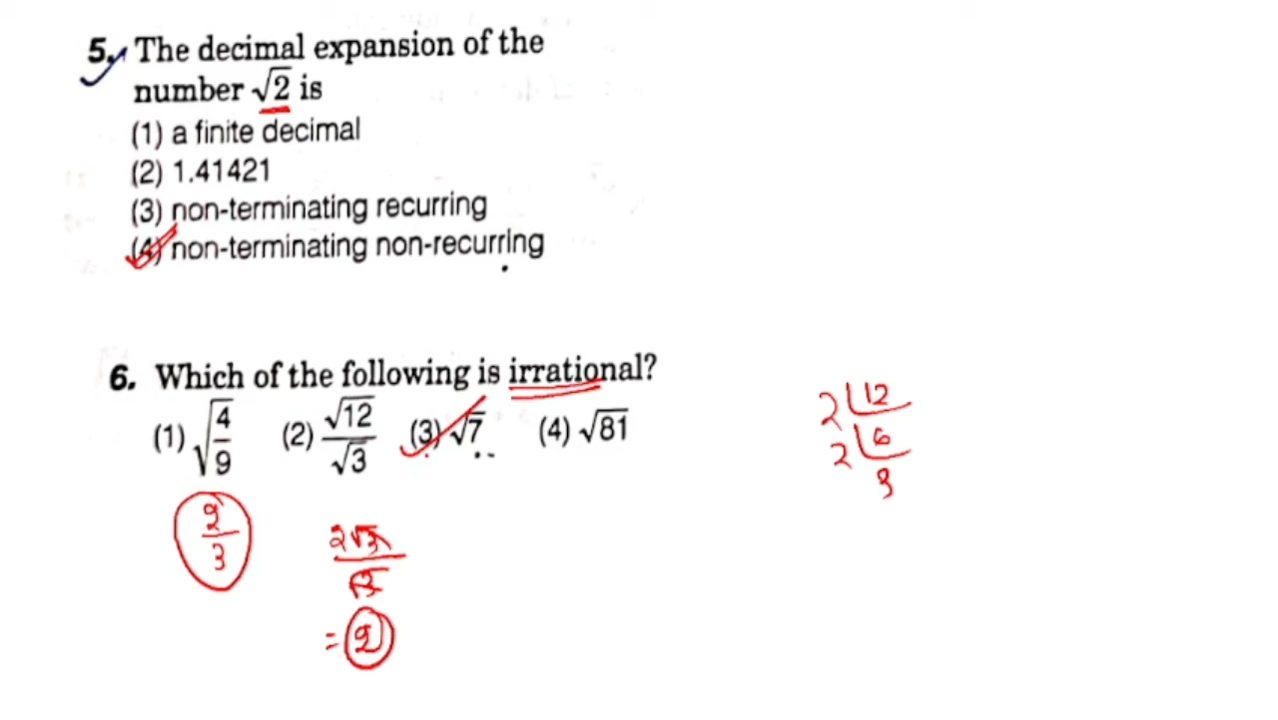 5. The decimal expansion of the
number √2 is
(1) a finite decimal
(2) 1.41421
(3) non-terminating recurring
(4) non-terminating non-recurring
6. Which of the following is irrational?
(1) √(4/9) (2) √12/√3 (3) √7 (4) √81
2/3
2√3/√3
= 2
2 12
2 6
3